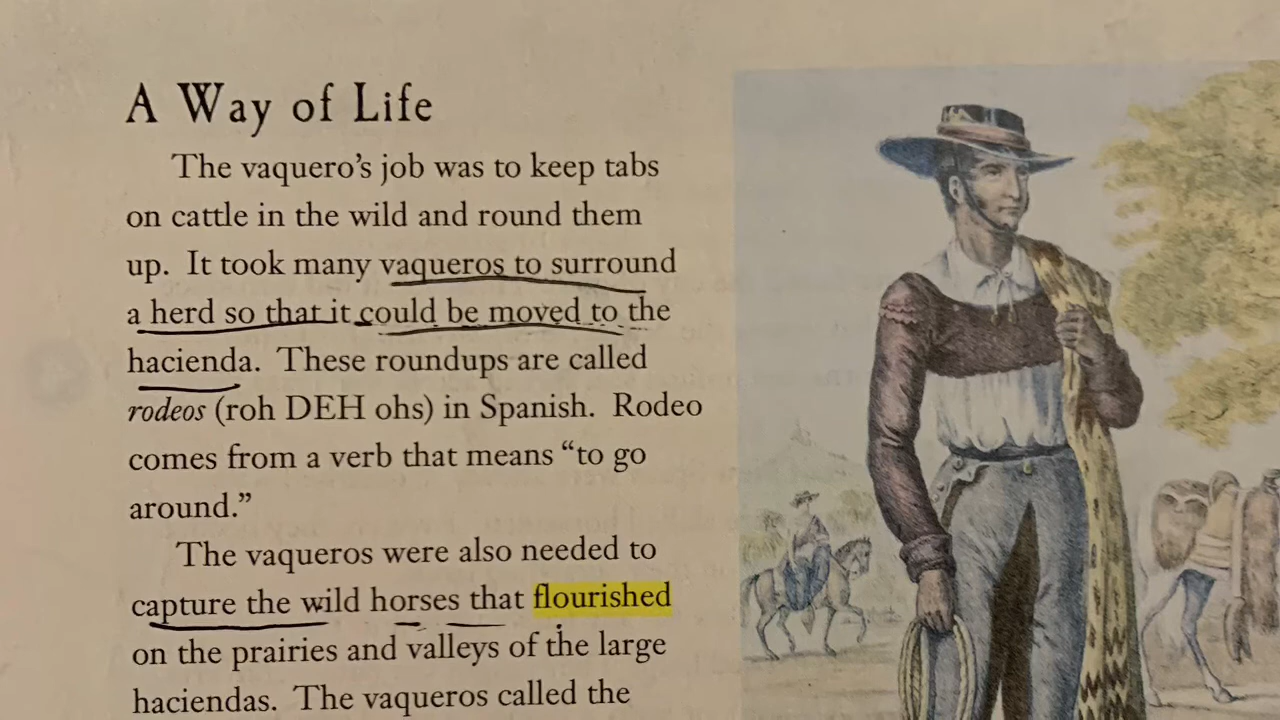 A Way of Life
The vaquero’s job was to keep tabs
on cattle in the wild and round them
up. It took many vaqueros to surround
a herd so that it could be moved to the
hacienda. These roundups are called
rodeos (roh DEH ohs) in Spanish. Rodeo
comes from a verb that means “to go
around.”
The vaqueros were also needed to
capture the wild horses that flourished
on the prairies and valleys of the large
haciendas. The vaqueros called the